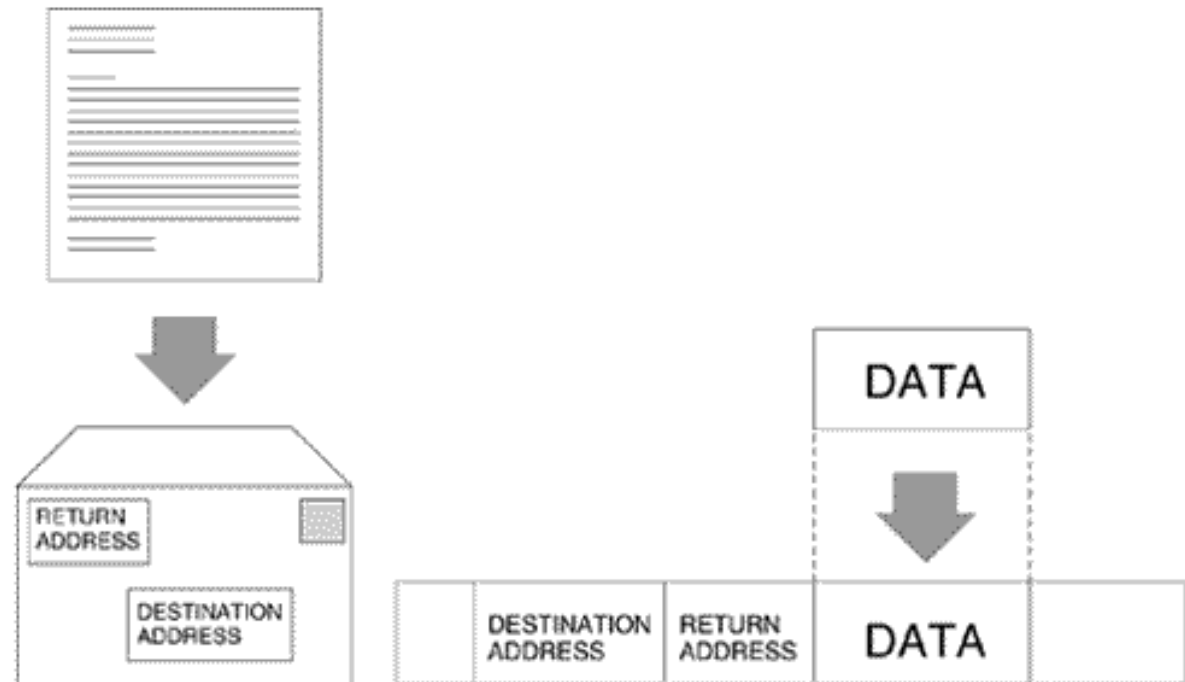 DATA
RETURN
ADDRESS
DESTINATION
ADDRESS
DESTINATION
ADDRESS
RETURN
ADDRESS
DATA